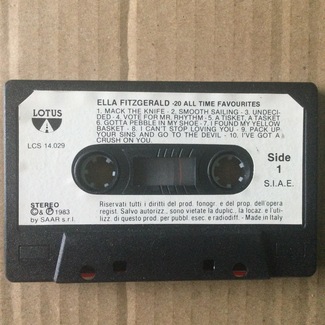 LOTUS
LCS 14.029
ELLA FITZGERALD -20 ALL TIME FAVOURITES
1. MACK THE KNIFE - 2. SMOOTH SAILING - 3. UNDECI-
DED - 4. VOTE FOR MR. RHYTHM - 5. A TISKET, A TASKET
6. GOTTA PEBBLE IN MY SHOE - 7. I FOUND MY YELLOW
BASKET - 8. I CAN'T STOP LOVING YOU - 9. PACK UP
YOUR SINS AND GO TO THE DEVIL - 10. I'VE GOT A
CRUSH ON YOU.
Side
1
S.I.A.E.
STEREO
© & ℗ 1983
by SAAR s.r.l.
Riservati tutti i diritti del prod. fonogr. e del prop. dell'opera
regist. Salvo autorizz., sono vietate la duplic., la locaz. e l'uti-
lizz. di questo prod. per pubbl. esec. e radiodiff. - Made in Italy